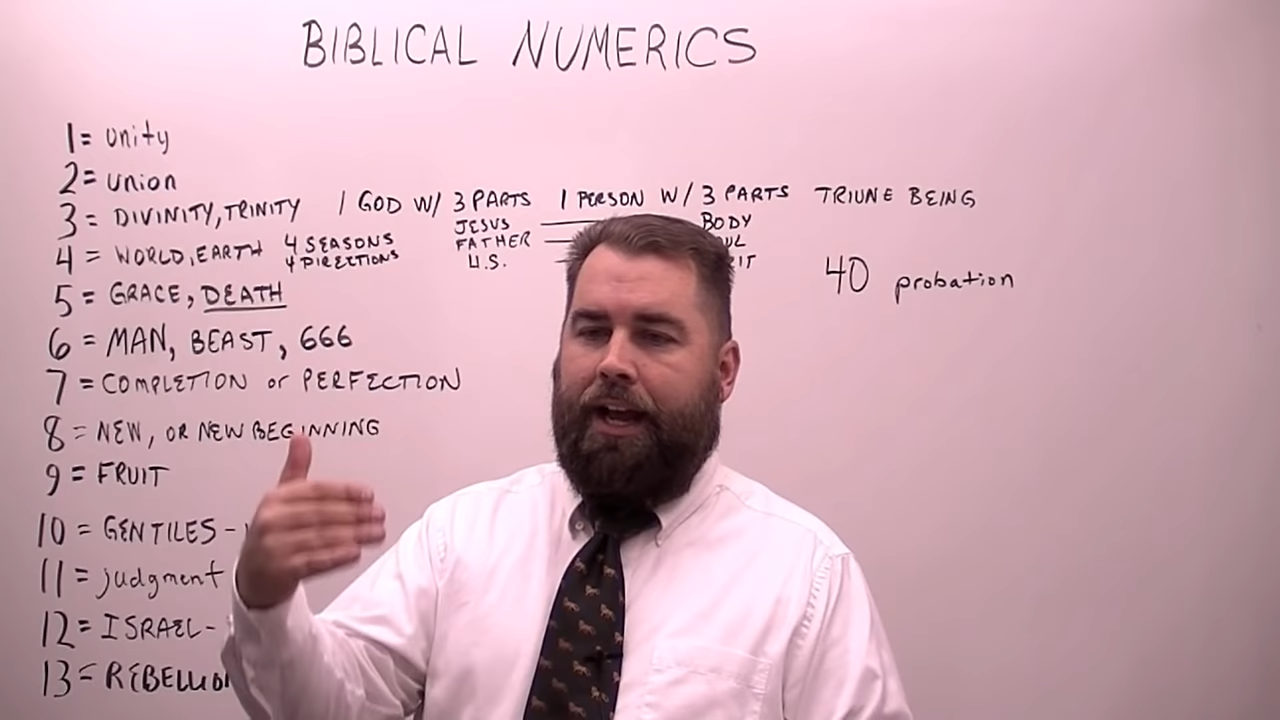 BIBLICAL NUMERICS
1 = unity
2 = union
3 = DIVINITY, TRINITY 1 GOD W/ 3 PARTS 1 PERSON W/ 3 PARTS TRIUNE BEING
JESUS BODY
FATHER
H.S.
4 = WORLD, EARTH 4 SEASONS
4 DIRECTIONS
40 probation
5 = GRACE, DEATH
6 = MAN, BEAST, 666
7 = COMPLETION or PERFECTION
8 = NEW, OR NEW BEGINNING
9 = FRUIT
10 = GENTILES -
11 = judgment
12 = ISRAEL -
13 = REBELLION